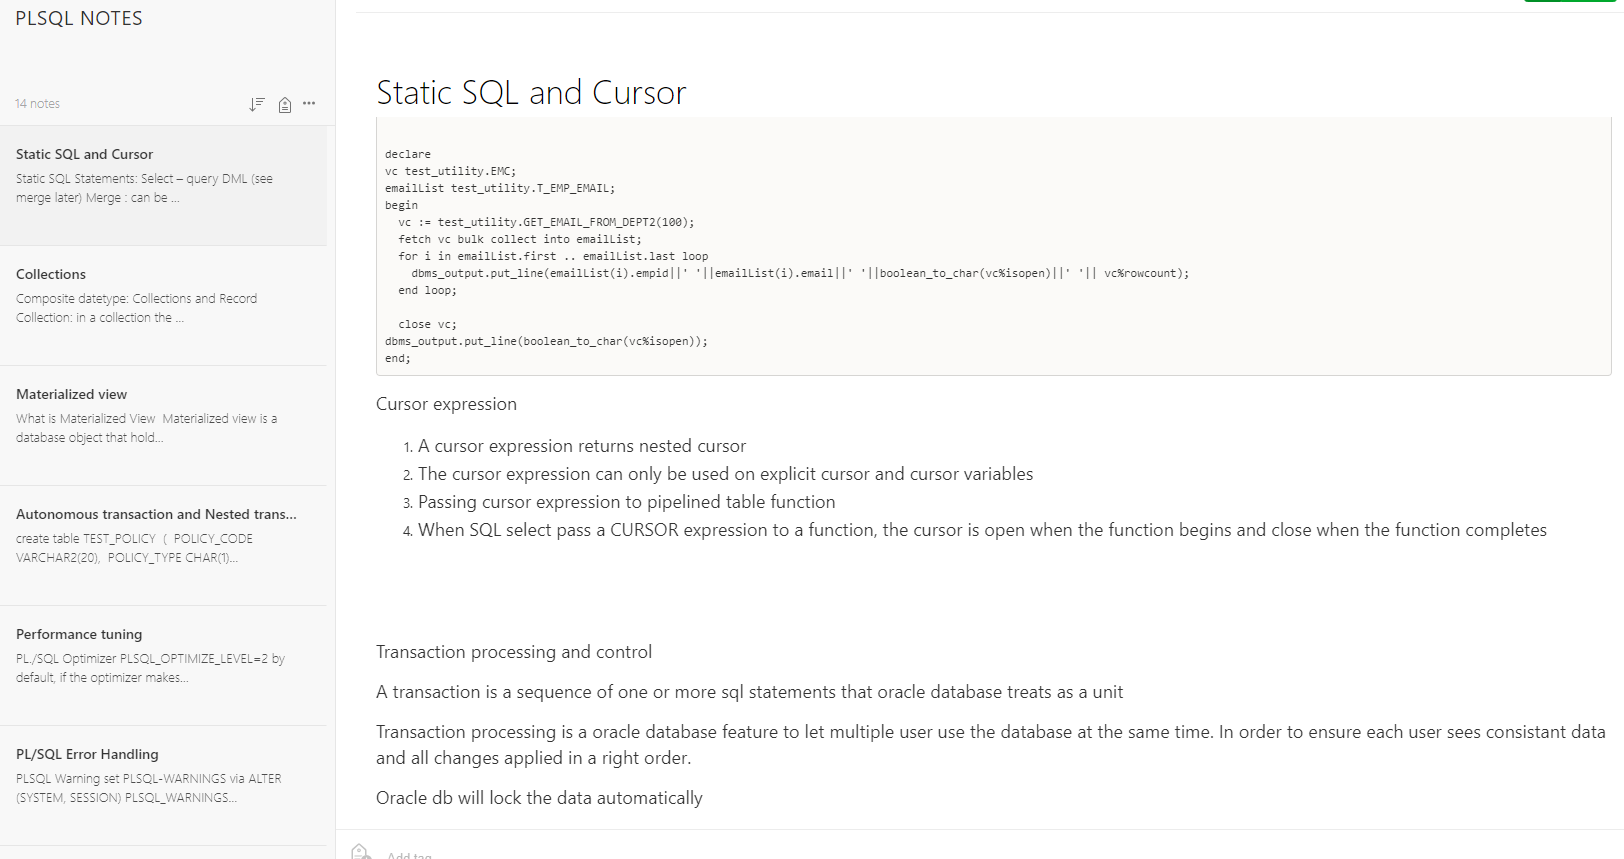 PLSQL NOTES
14 notes
Static SQL and Cursor
Static SQL Statements: Select – query DML (see
merge later) Merge : can be ...
Collections
Composite datetype: Collections and Record
Collection: in a collection the ...
Materialized view
What is Materialized View  Materialized view is a
database object that hold...
Autonomous transaction and Nested trans...
create table TEST_POLICY  (  POLICY_CODE
VARCHAR2(20),  POLICY_TYPE CHAR(1)...
Performance tuning
PL./SQL Optimizer PLSQL_OPTIMIZE_LEVEL=2 by
default, if the optimizer makes...
PL/SQL Error Handling
PLSQL Warning set PLSQL-WARNINGS via ALTER
(SYSTEM, SESSION) PLSQL_WARNINGS...
Static SQL and Cursor
declare
vc test_utility.EMC;
emailList test_utility.T_EMP_EMAIL;
begin
  vc := test_utility.GET_EMAIL_FROM_DEPT2(100);
  fetch vc bulk collect into emailList;
  for i in emailList.first .. emailList.last loop
    dbms_output.put_line(emailList(i).empid||' '||emailList(i).email||' '||boolean_to_char(vc%isopen)||' '|| vc%rowcount);
  end loop;
  close vc;
dbms_output.put_line(boolean_to_char(vc%isopen));
end;
Cursor expression
1. A cursor expression returns nested cursor
2. The cursor expression can only be used on explicit cursor and cursor variables
3. Passing cursor expression to pipelined table function
4. When SQL select pass a CURSOR expression to a function, the cursor is open when the function begins and close when the function completes
Transaction processing and control
A transaction is a sequence of one or more sql statements that oracle database treats as a unit
Transaction processing is a oracle database feature to let multiple user use the database at the same time. In order to ensure each user sees consistant data
and all changes applied in a right order.
Oracle db will lock the data automatically
Add tag